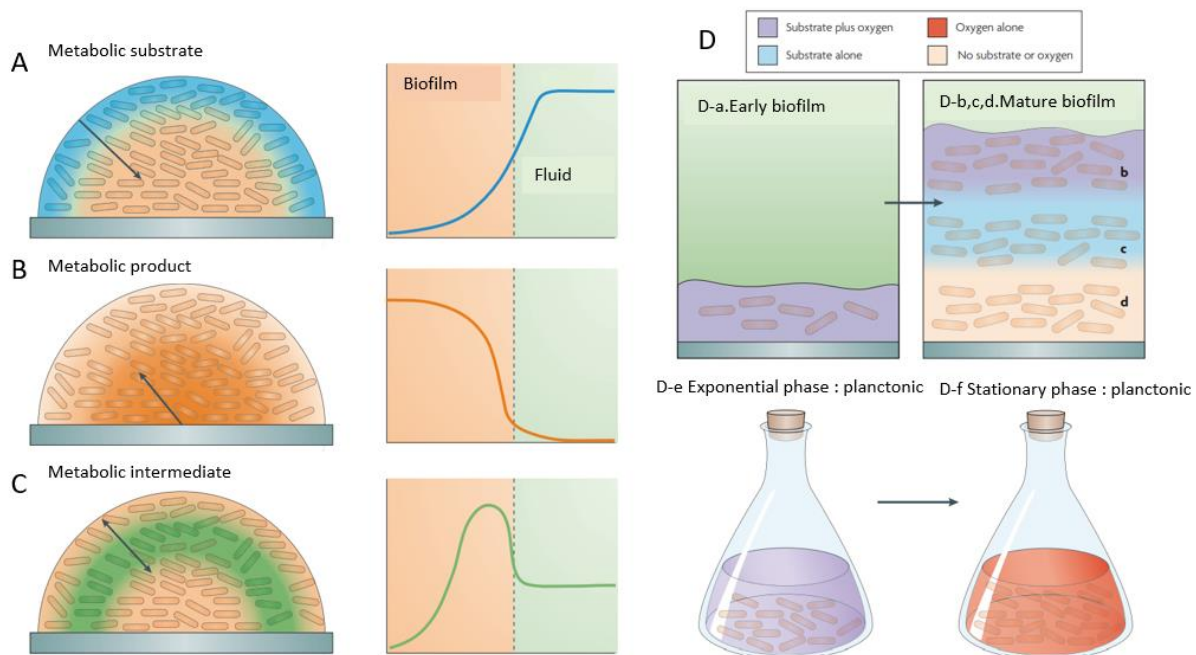 A
Metabolic substrate
Biofilm
Fluid
B
Metabolic product
C
Metabolic intermediate
D
Substrate plus oxygen
Oxygen alone
Substrate alone
No substrate or oxygen
D-a.Early biofilm
D-b,c,d.Mature biofilm
b
c
d
D-e Exponential phase : planctonic
D-f Stationary phase : planctonic